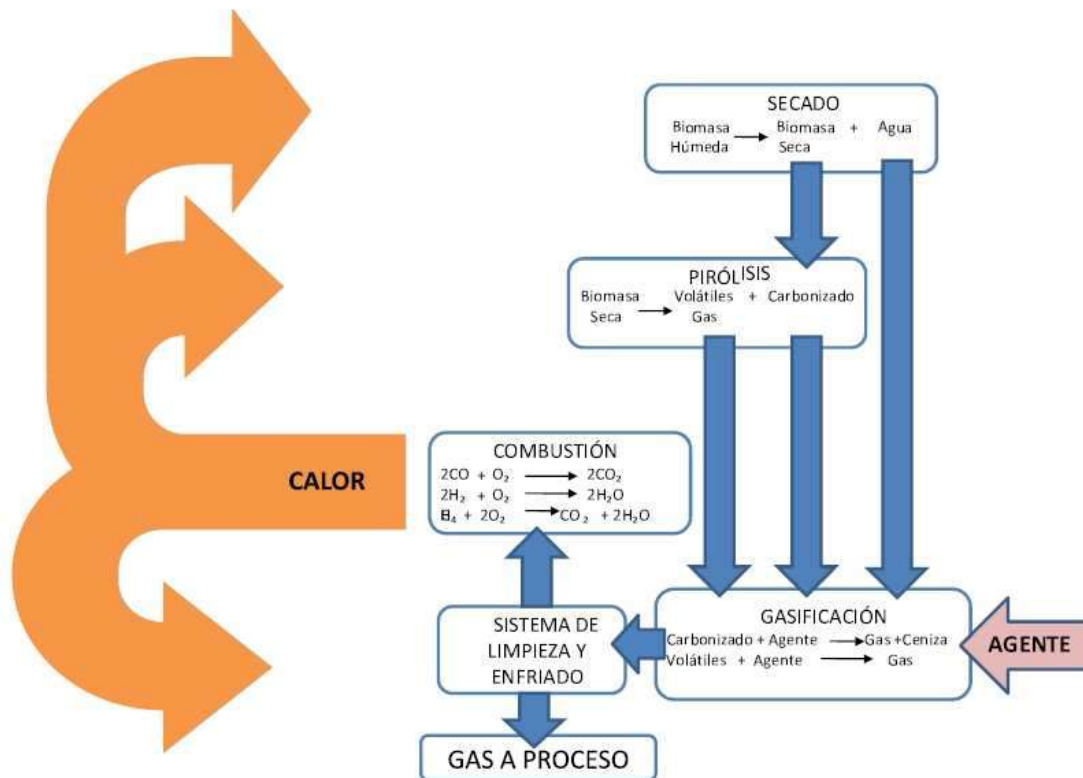 SECADO
Biomasa Biomasa + Agua
Húmeda Seca
PIRÓLISIS
Biomasa Volátiles + Carbonizado
Seca Gas
COMBUSTIÓN
2CO + O₂ 2CO₂
2H₂ + O₂ 2H₂O
H₄ + 2O₂ CO₂ + 2H₂O
CALOR
GASIFICACIÓN
Carbonizado + Agente Gas +Ceniza
Volátiles + Agente Gas
AGENTE
SISTEMA DE
LIMPIEZA Y
ENFRIADO
GAS A PROCESO